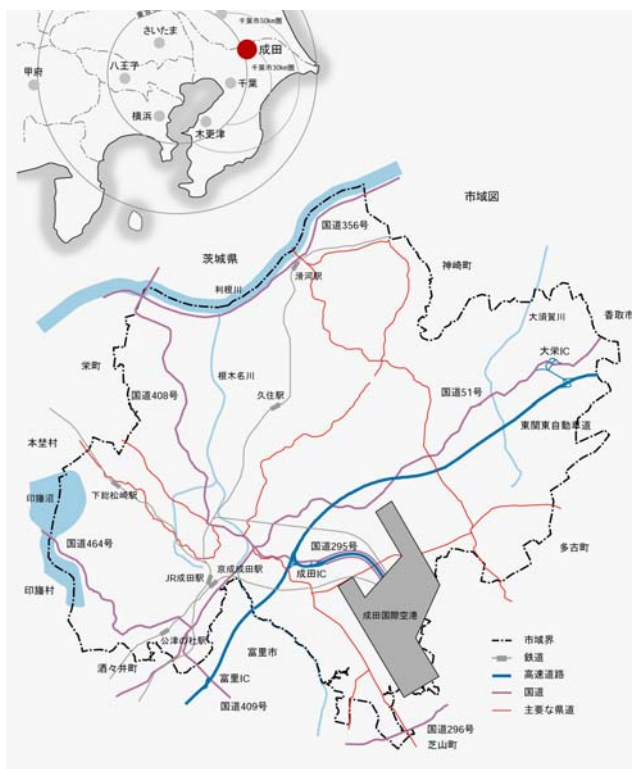 千葉市50km圏
さいたま
成田
千葉市30km圏
八王子
甲府
千葉
横浜
木更津
市域図
国道356号
茨城県
神崎町
滑河駅
利根川
大須賀川
香取市
大栄IC
栄町
根木名川
国道51号
国道408号
久住駅
東関東自動車道
本埜村
下総松崎駅
印旛沼
国道464号
国道295号
多古町
京成成田駅
成田IC
JR成田駅
印旛村
成田国際空港
公津の杜駅
市域界
酒々井町
富里市
鉄道
富里IC
高速道路
国道409号
国道
国道296号
主要な県道
芝山町